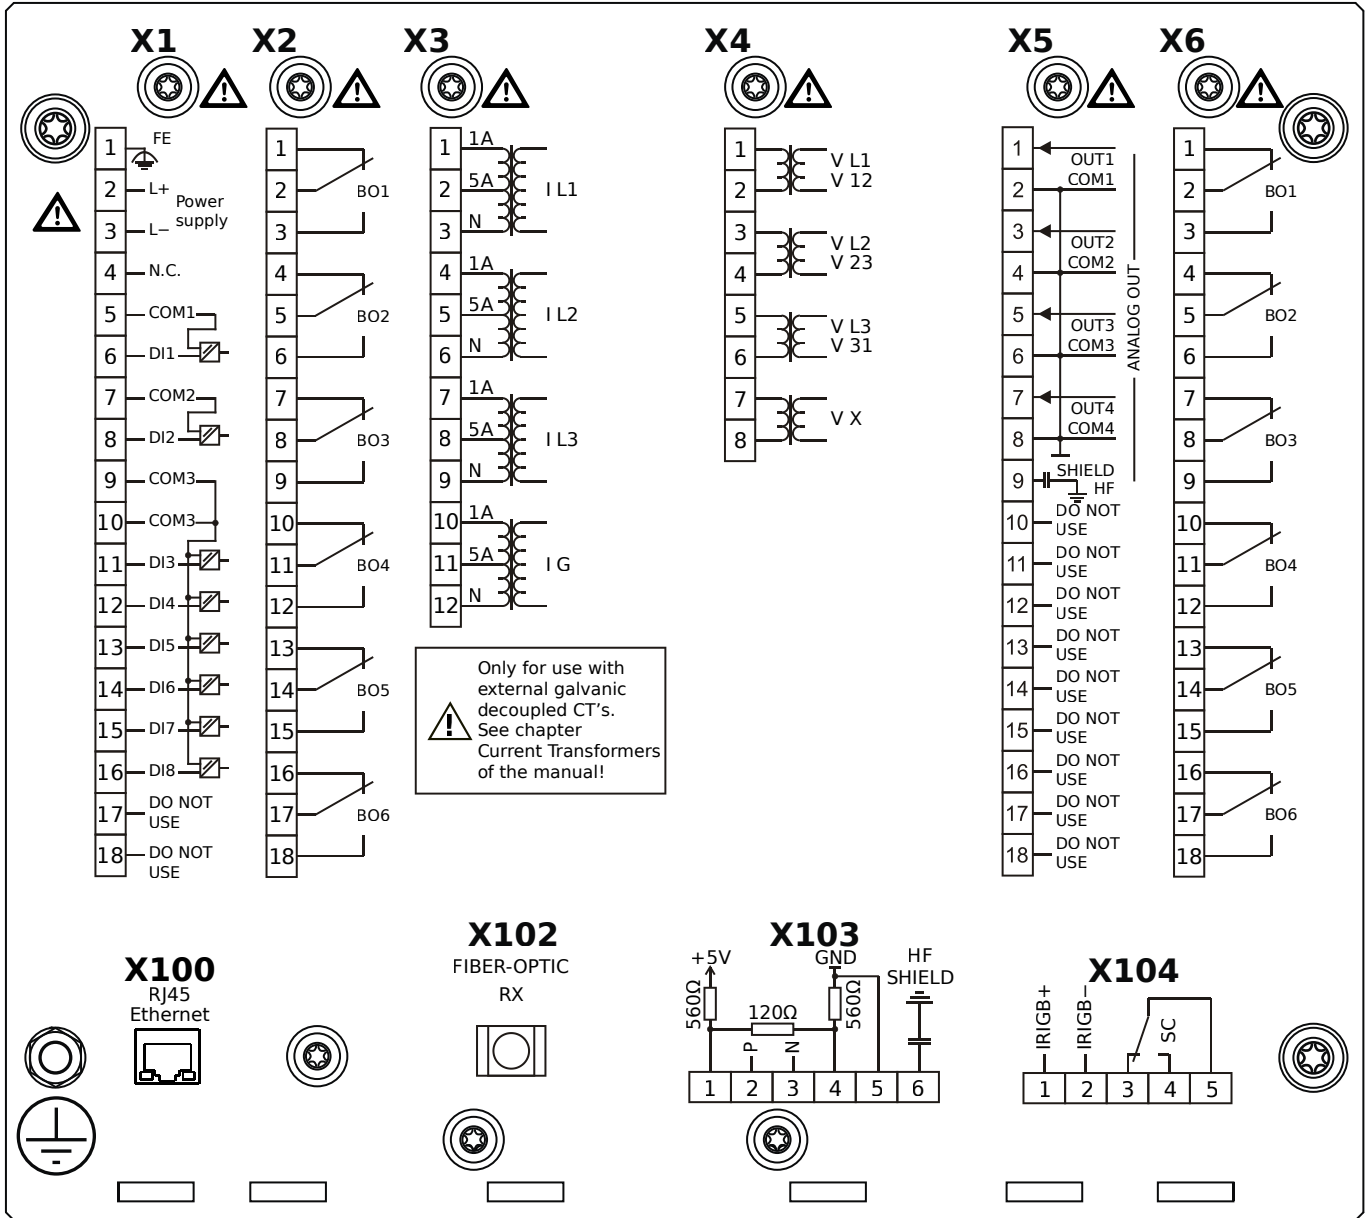 X1 X2 X3 X4 X5 X6
1 FE
2 L+
Power
supply
3 L−
4 N.C.
5 COM1
6 DI1
7 COM2
8 DI2
9 COM3
10 COM3
11 DI3
12 DI4
13 DI5
14 DI6
15 DI7
16 DI8
17 DO NOT
USE
18 DO NOT
USE
1
2 BO1
3
4
5 BO2
6
7
8 BO3
9
10
11 BO4
12
13
14 BO5
15
16
17 BO6
18
1 1A
2 5A I L1
3 N
4 1A
5 5A I L2
6 N
7 1A
8 5A I L3
9 N
10 1A
11 5A I G
12 N
Only for use with
external galvanic
decoupled CT's.
See chapter
Current Transformers
of the manual!
1 V L1
2 V 12
3 V L2
4 V 23
5 V L3
6 V 31
7 V X
8
1 OUT1
2 COM1
3 OUT2
4 COM2
5 OUT3
6 COM3
7 OUT4
8 COM4
ANALOG OUT
9 SHIELD
HF
10 DO NOT
USE
11 DO NOT
USE
12 DO NOT
USE
13 DO NOT
USE
14 DO NOT
USE
15 DO NOT
USE
16 DO NOT
USE
17 DO NOT
USE
18 DO NOT
USE
1
2 BO1
3
4
5 BO2
6
7
8 BO3
9
10
11 BO4
12
13
14 BO5
15
16
17 BO6
18
X100
RJ45
Ethernet
X102
FIBER-OPTIC
RX
X103
+5V GND HF
SHIELD
560Ω 120Ω 560Ω
P N
1 2 3 4 5 6
X104
IRIGB+ IRIGB− SC
1 2 3 4 5